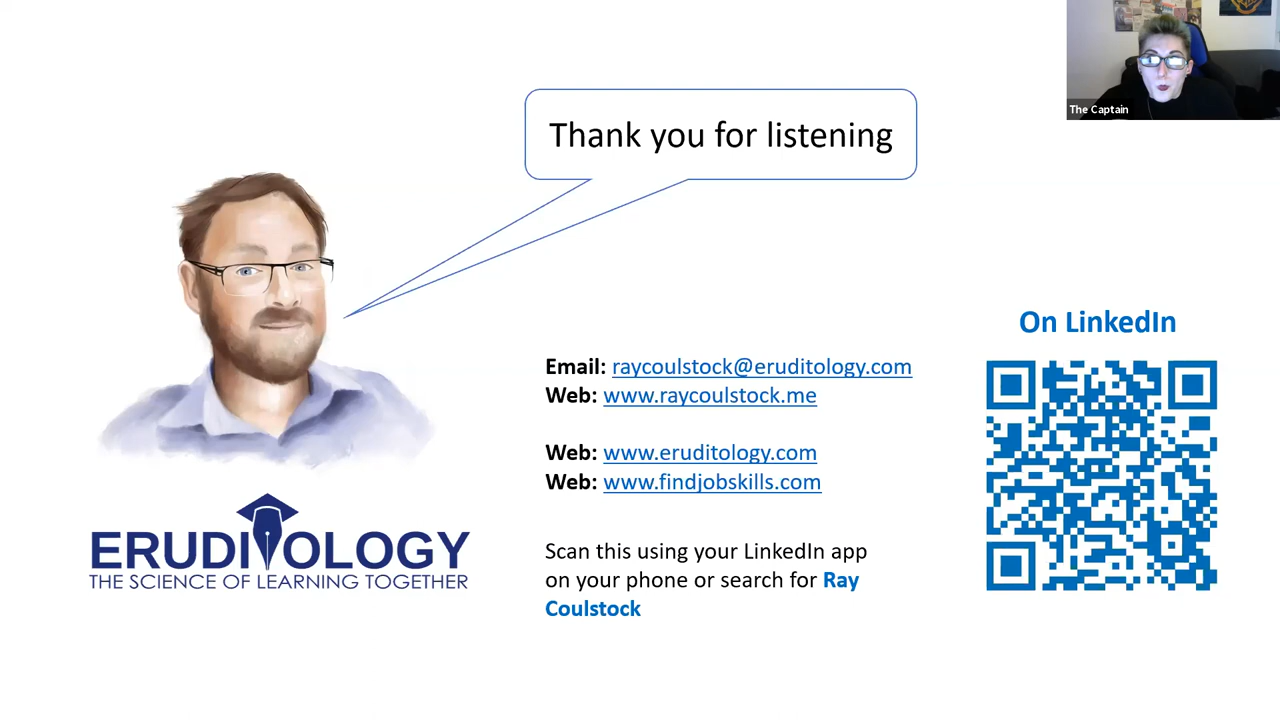 The Captain
Thank you for listening
On LinkedIn
Email: raycoulstock@eruditology.com
Web: www.raycoulstock.me
Web: www.eruditology.com
Web: www.findjobskills.com
ERUDITOLOGY
THE SCIENCE OF LEARNING TOGETHER
Scan this using your LinkedIn app
on your phone or search for Ray
Coulstock